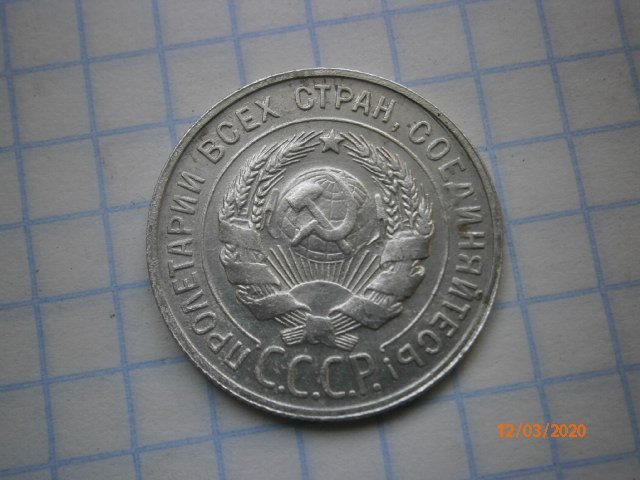 ПРОЛЕТАРИИ ВСЕХ СТРАН, СОЕДИНЯЙТЕСЬ!
С.С.С.Р.
12/03/2020